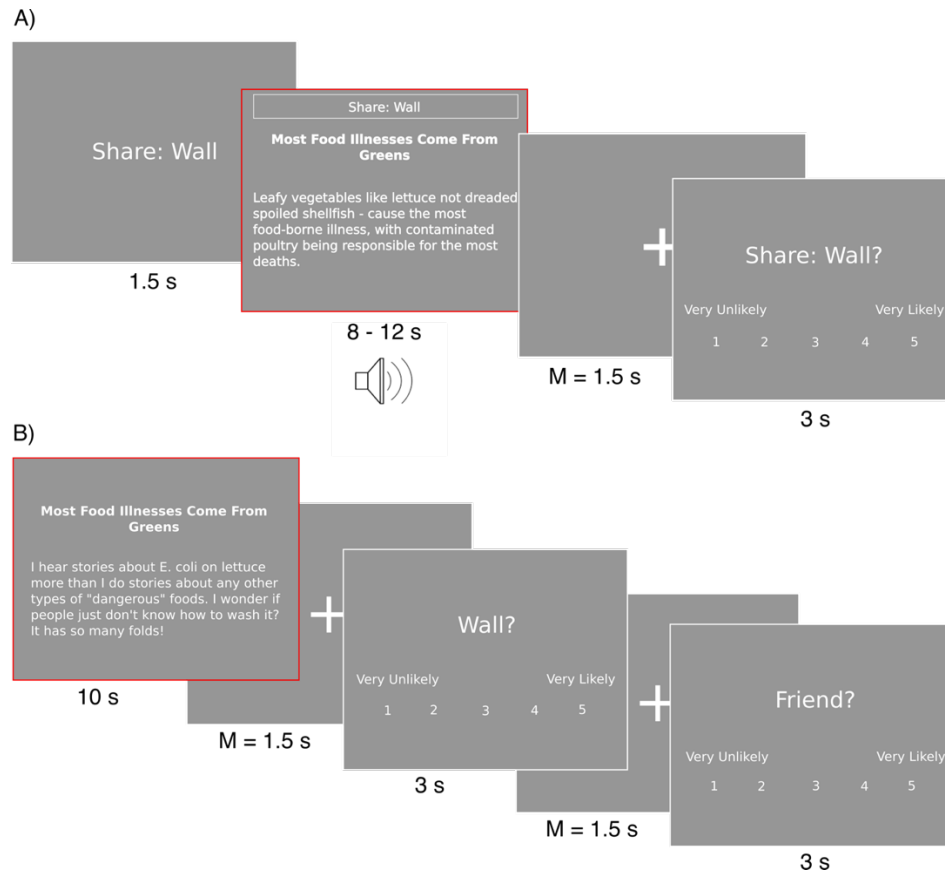 A)
Share: Wall
1.5 s
Share: Wall
Most Food Illnesses Come From
Greens
Leafy vegetables like lettuce not dreaded
spoiled shellfish - cause the most
food-borne illness, with contaminated
poultry being responsible for the most
deaths.
8 - 12 s
M = 1.5 s
Share: Wall?
Very Unlikely Very Likely
1 2 3 4 5
3 s
B)
Most Food Illnesses Come From
Greens
I hear stories about E. coli on lettuce
more than I do stories about any other
types of "dangerous" foods. I wonder if
people just don't know how to wash it?
It has so many folds!
10 s
M = 1.5 s
Wall?
Very Unlikely Very Likely
1 2 3 4 5
3 s
M = 1.5 s
Friend?
Very Unlikely Very Likely
1 2 3 4 5
3 s